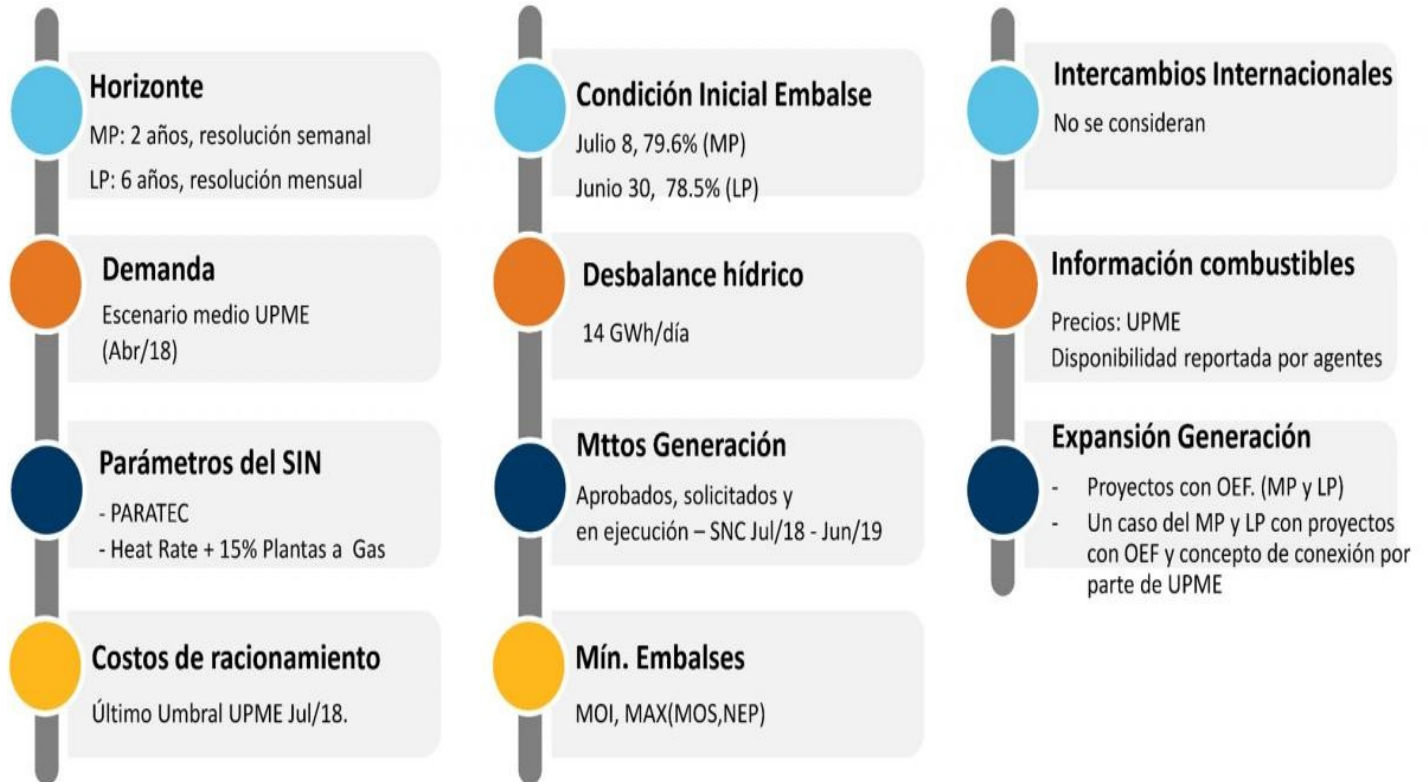 Horizonte
MP: 2 años, resolución semanal
LP: 6 años, resolución mensual
Demanda
Escenario medio UPME
(Abr/18)
Parámetros del SIN
- PARATEC
- Heat Rate + 15% Plantas a Gas
Costos de racionamiento
Último Umbral UPME Jul/18.
Condición Inicial Embalse
Julio 8, 79.6% (MP)
Junio 30, 78.5% (LP)
Desbalance hídrico
14 GWh/día
Mttos Generación
Aprobados, solicitados y
en ejecución – SNC Jul/18 - Jun/19
Mín. Embalses
MOI, MAX(MOS,NEP)
Intercambios Internacionales
No se consideran
Información combustibles
Precios: UPME
Disponibilidad reportada por agentes
Expansión Generación
- Proyectos con OEF. (MP y LP)
- Un caso del MP y LP con proyectos
con OEF y concepto de conexión por
parte de UPME